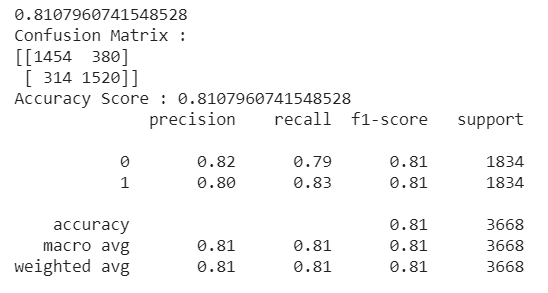 0.8107960741548528
Confusion Matrix :
[[1454  380]
 [ 314 1520]]
Accuracy Score : 0.8107960741548528
              precision    recall  f1-score   support

           0       0.82      0.79      0.81      1834
           1       0.80      0.83      0.81      1834

    accuracy                           0.81      3668
   macro avg       0.81      0.81      0.81      3668
weighted avg       0.81      0.81      0.81      3668